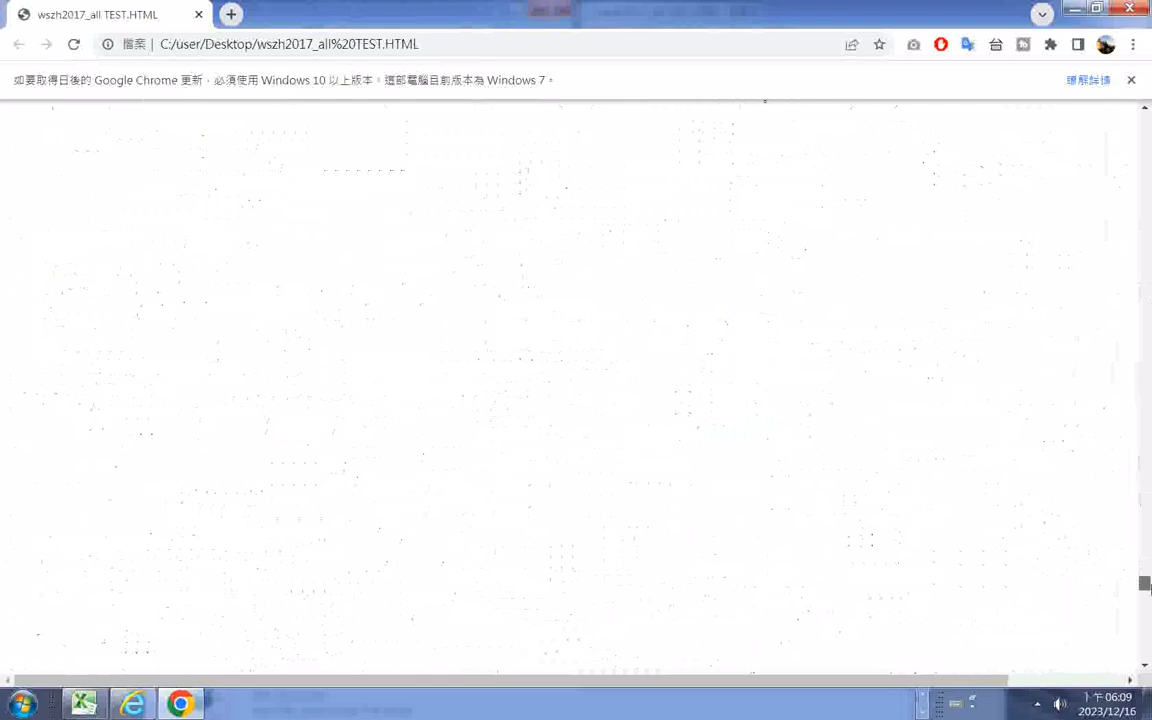 wszh2017_all TEST.HTML
檔案 | C:/user/Desktop/wszh2017_all%20TEST.HTML
如要取得日後的 Google Chrome 更新，必須使用 Windows 10 以上版本。這部電腦目前版本為 Windows 7。
瞭解詳情
下午 06:09
2023/12/16